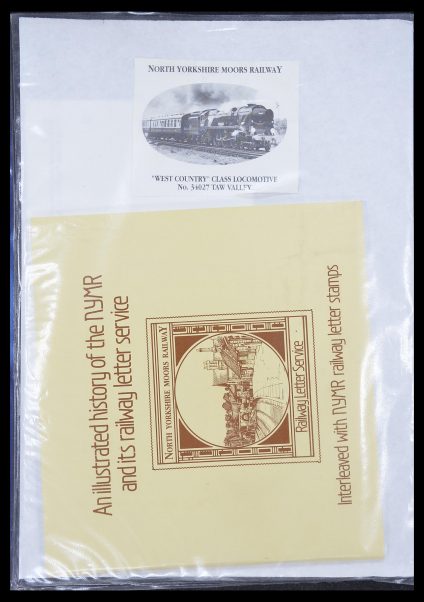 NORTH YORKSHIRE MOORS RAILWAY
"WEST COUNTRY" CLASS LOCOMOTIVE
No. 34027 TAW VALLEY
An illustrated history of the NYMR
and its railway letter service
NORTH YORKSHIRE MOORS RAILWAY
Railway Letter Service
Interleaved with NYMR railway letter stamps